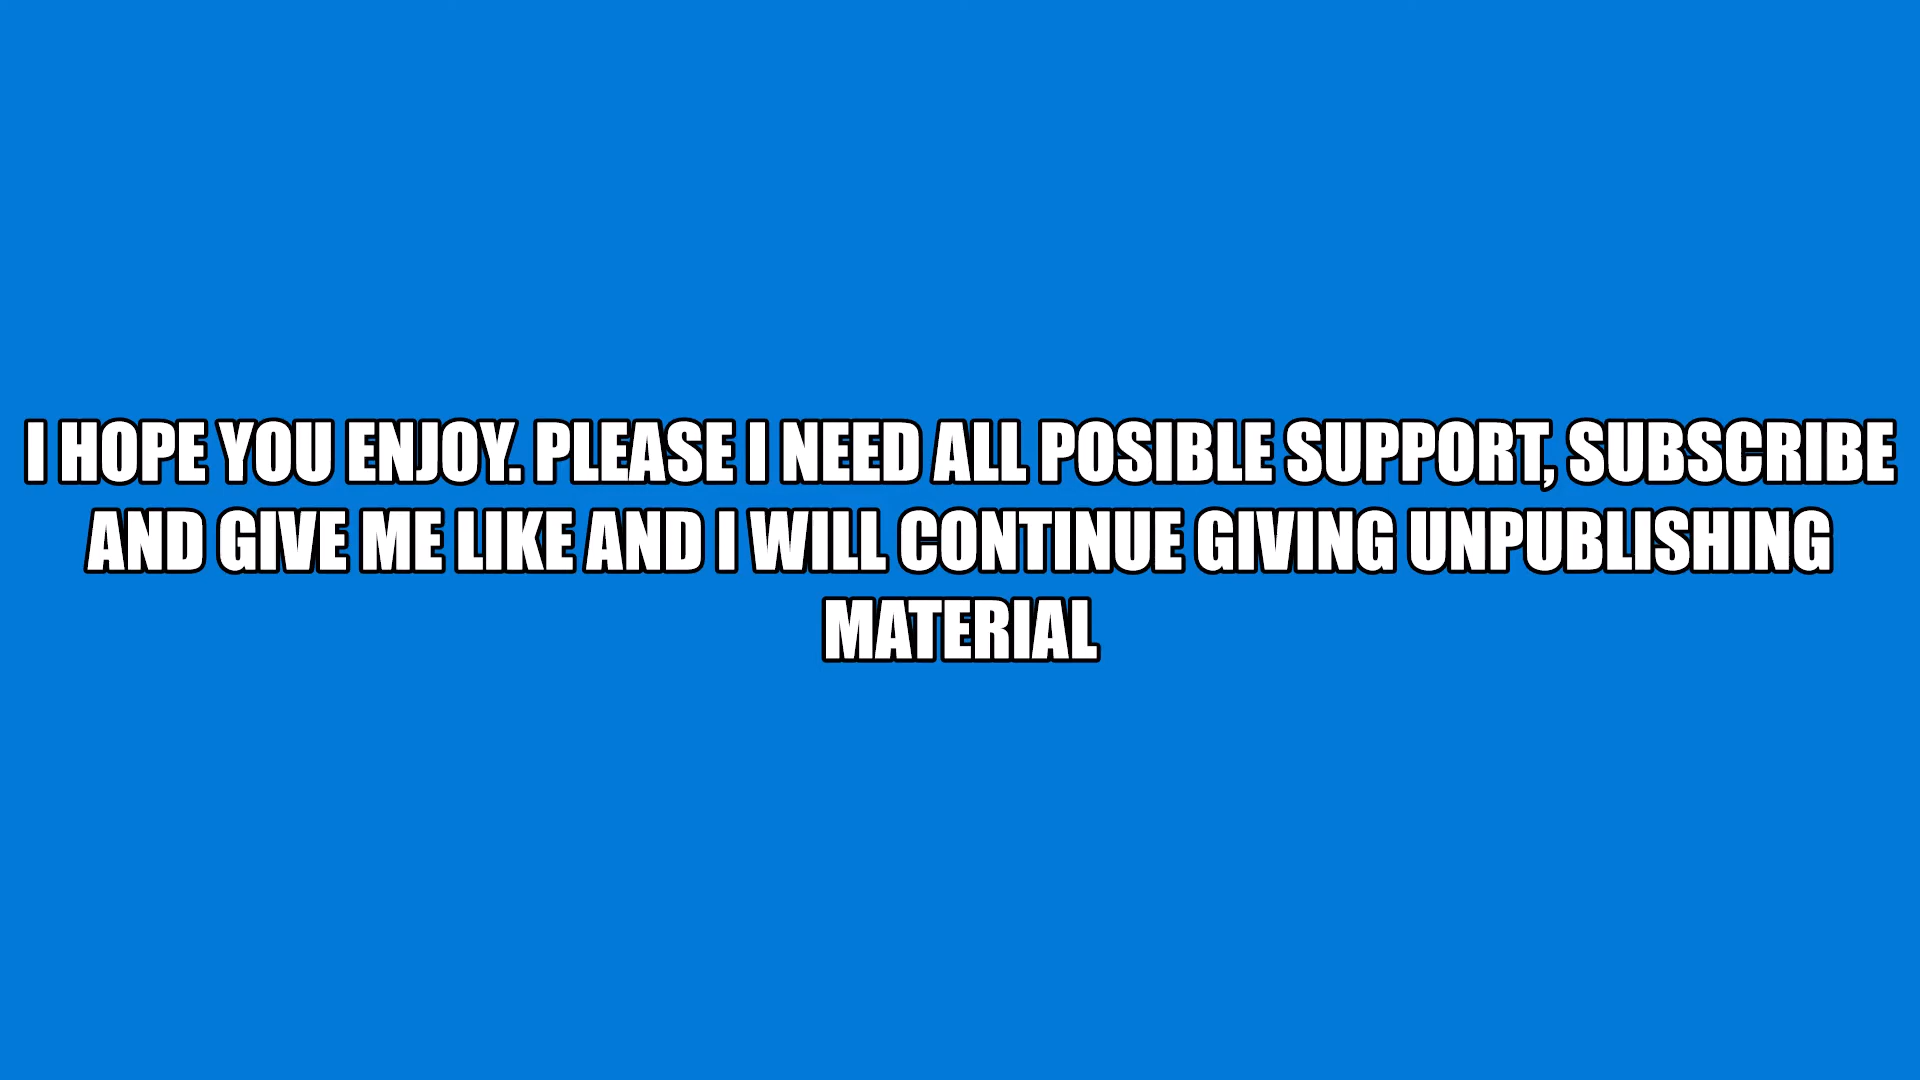 I HOPE YOU ENJOY. PLEASE I NEED ALL POSIBLE SUPPORT, SUBSCRIBE
AND GIVE ME LIKE AND I WILL CONTINUE GIVING UNPUBLISHING
MATERIAL